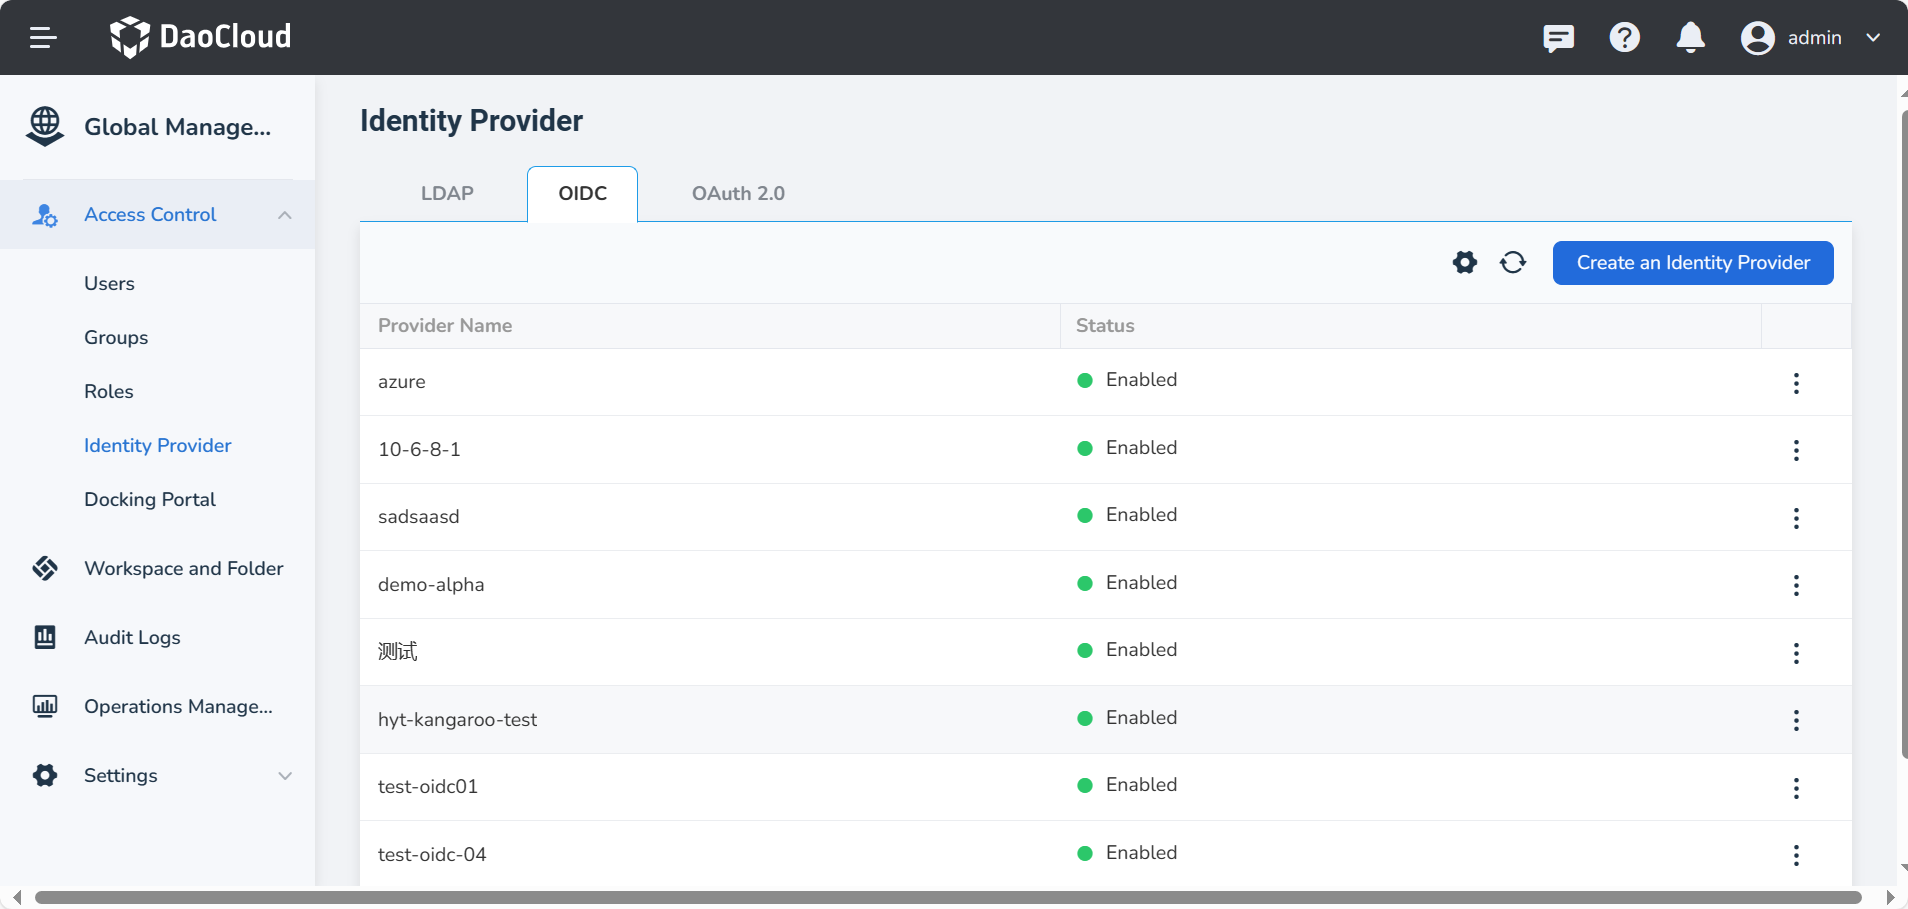 DaoCloud
admin
Global Manage...
Access Control
Users
Groups
Roles
Identity Provider
Docking Portal
Workspace and Folder
Audit Logs
Operations Manage...
Settings
Identity Provider
LDAP
OIDC
OAuth 2.0
Create an Identity Provider
Provider Name Status
azure Enabled
10-6-8-1 Enabled
sadsaasd Enabled
demo-alpha Enabled
测试 Enabled
hyt-kangaroo-test Enabled
test-oidc01 Enabled
test-oidc-04 Enabled